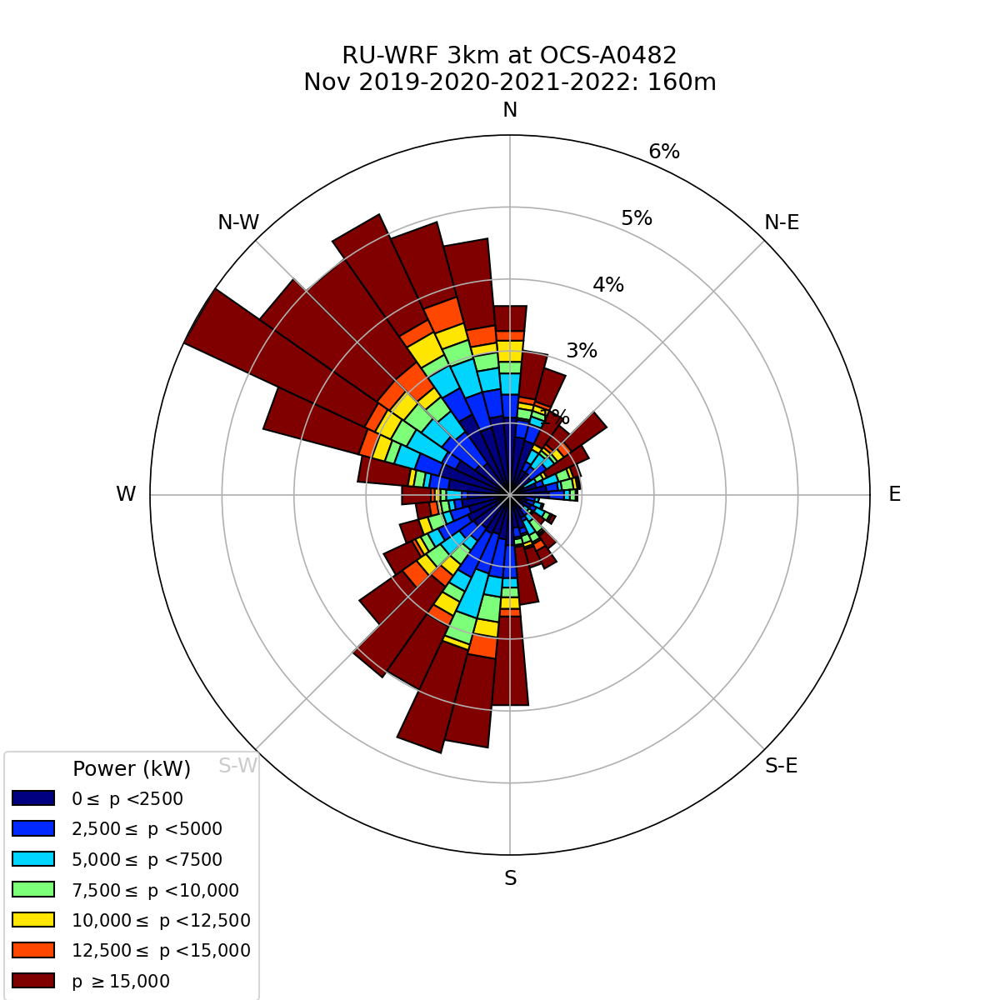 RU-WRF 3km at OCS-A0482
Nov 2019-2020-2021-2022: 160m
N
6%
N-W
5%
N-E
4%
3%
1%
W
E
S-W
S-E
S
Power (kW)
0≤ p <2500
2,500≤ p <5000
5,000≤ p <7500
7,500≤ p <10,000
10,000≤ p <12,500
12,500≤ p <15,000
p ≥15,000